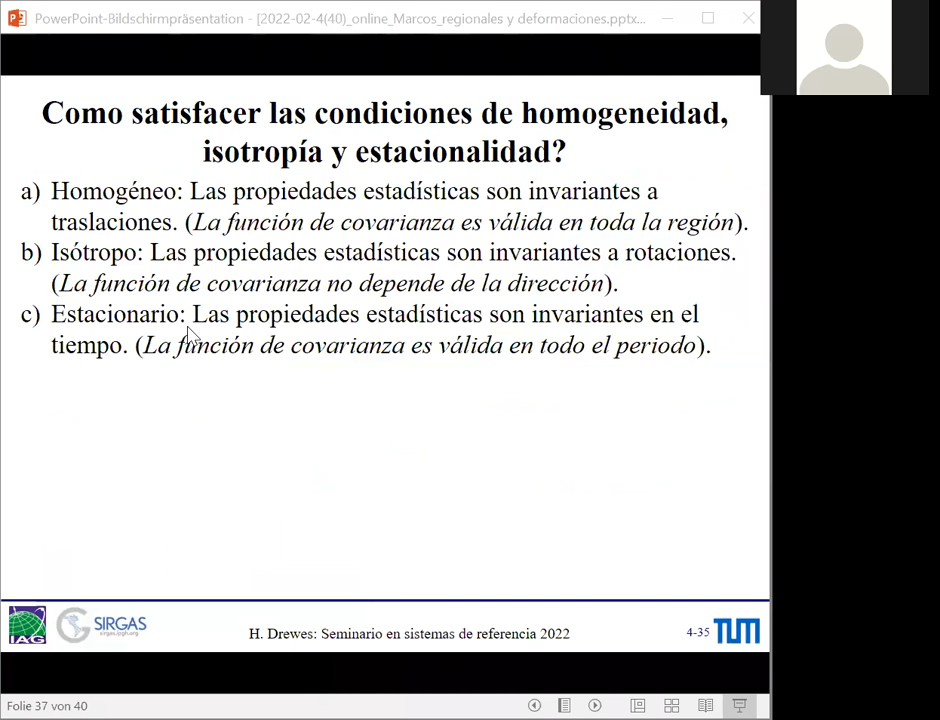 PowerPoint-Bildschirmpräsentation - [2022-02-4(40)_online_Marcos_regionales y deformaciones.pptx...
Como satisfacer las condiciones de homogeneidad,
isotropía y estacionalidad?
a) Homogéneo: Las propiedades estadísticas son invariantes a
traslaciones. (La función de covarianza es válida en toda la región).
b) Isótropo: Las propiedades estadísticas son invariantes a rotaciones.
(La función de covarianza no depende de la dirección).
c) Estacionario: Las propiedades estadísticas son invariantes en el
tiempo. (La función de covarianza es válida en todo el periodo).
IAG
SIRGAS
sirgas.ipgh.org
H. Drewes: Seminario en sistemas de referencia 2022
4-35
TUM
Folie 37 von 40